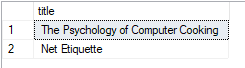 title
1 The Psychology of Computer Cooking
2 Net Etiquette